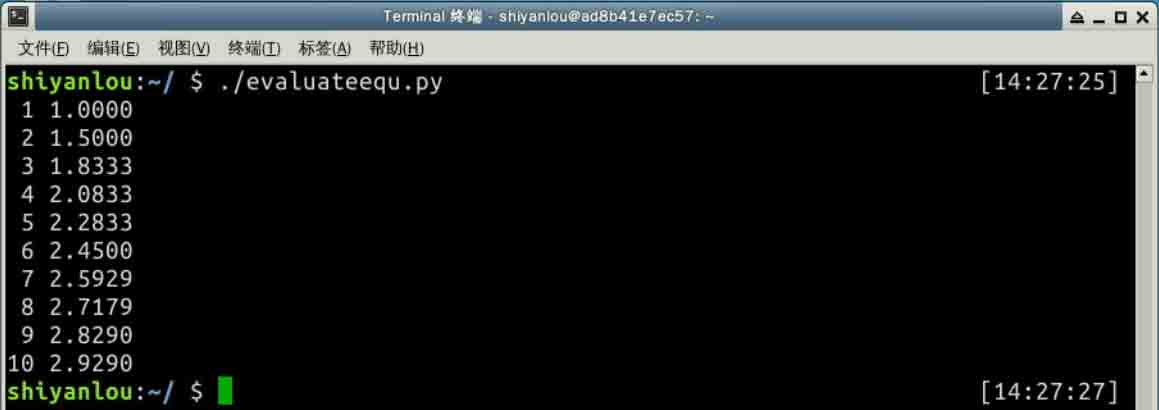 Terminal 终端 - shiyanlou@ad8b41e7ec57: ~
文件(F) 编辑(E) 视图(V) 终端(T) 标签(A) 帮助(H)
shiyanlou:~/ $ ./evaluateequ.py [14:27:25]
 1 1.0000
 2 1.5000
 3 1.8333
 4 2.0833
 5 2.2833
 6 2.4500
 7 2.5929
 8 2.7179
 9 2.8290
10 2.9290
shiyanlou:~/ $ [14:27:27]